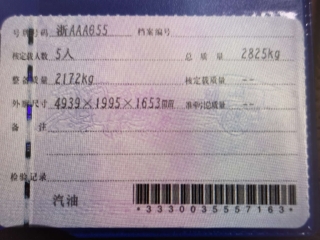 号牌号码 浙AAA655 档案编号
核定载人数 5人 总质量 2825kg
整备质量 2172kg 核定载质量 --
外廓尺寸 4939×1995×1653mm 准牵引总质量 --
备注
检验记录
汽油
*3330035557163*